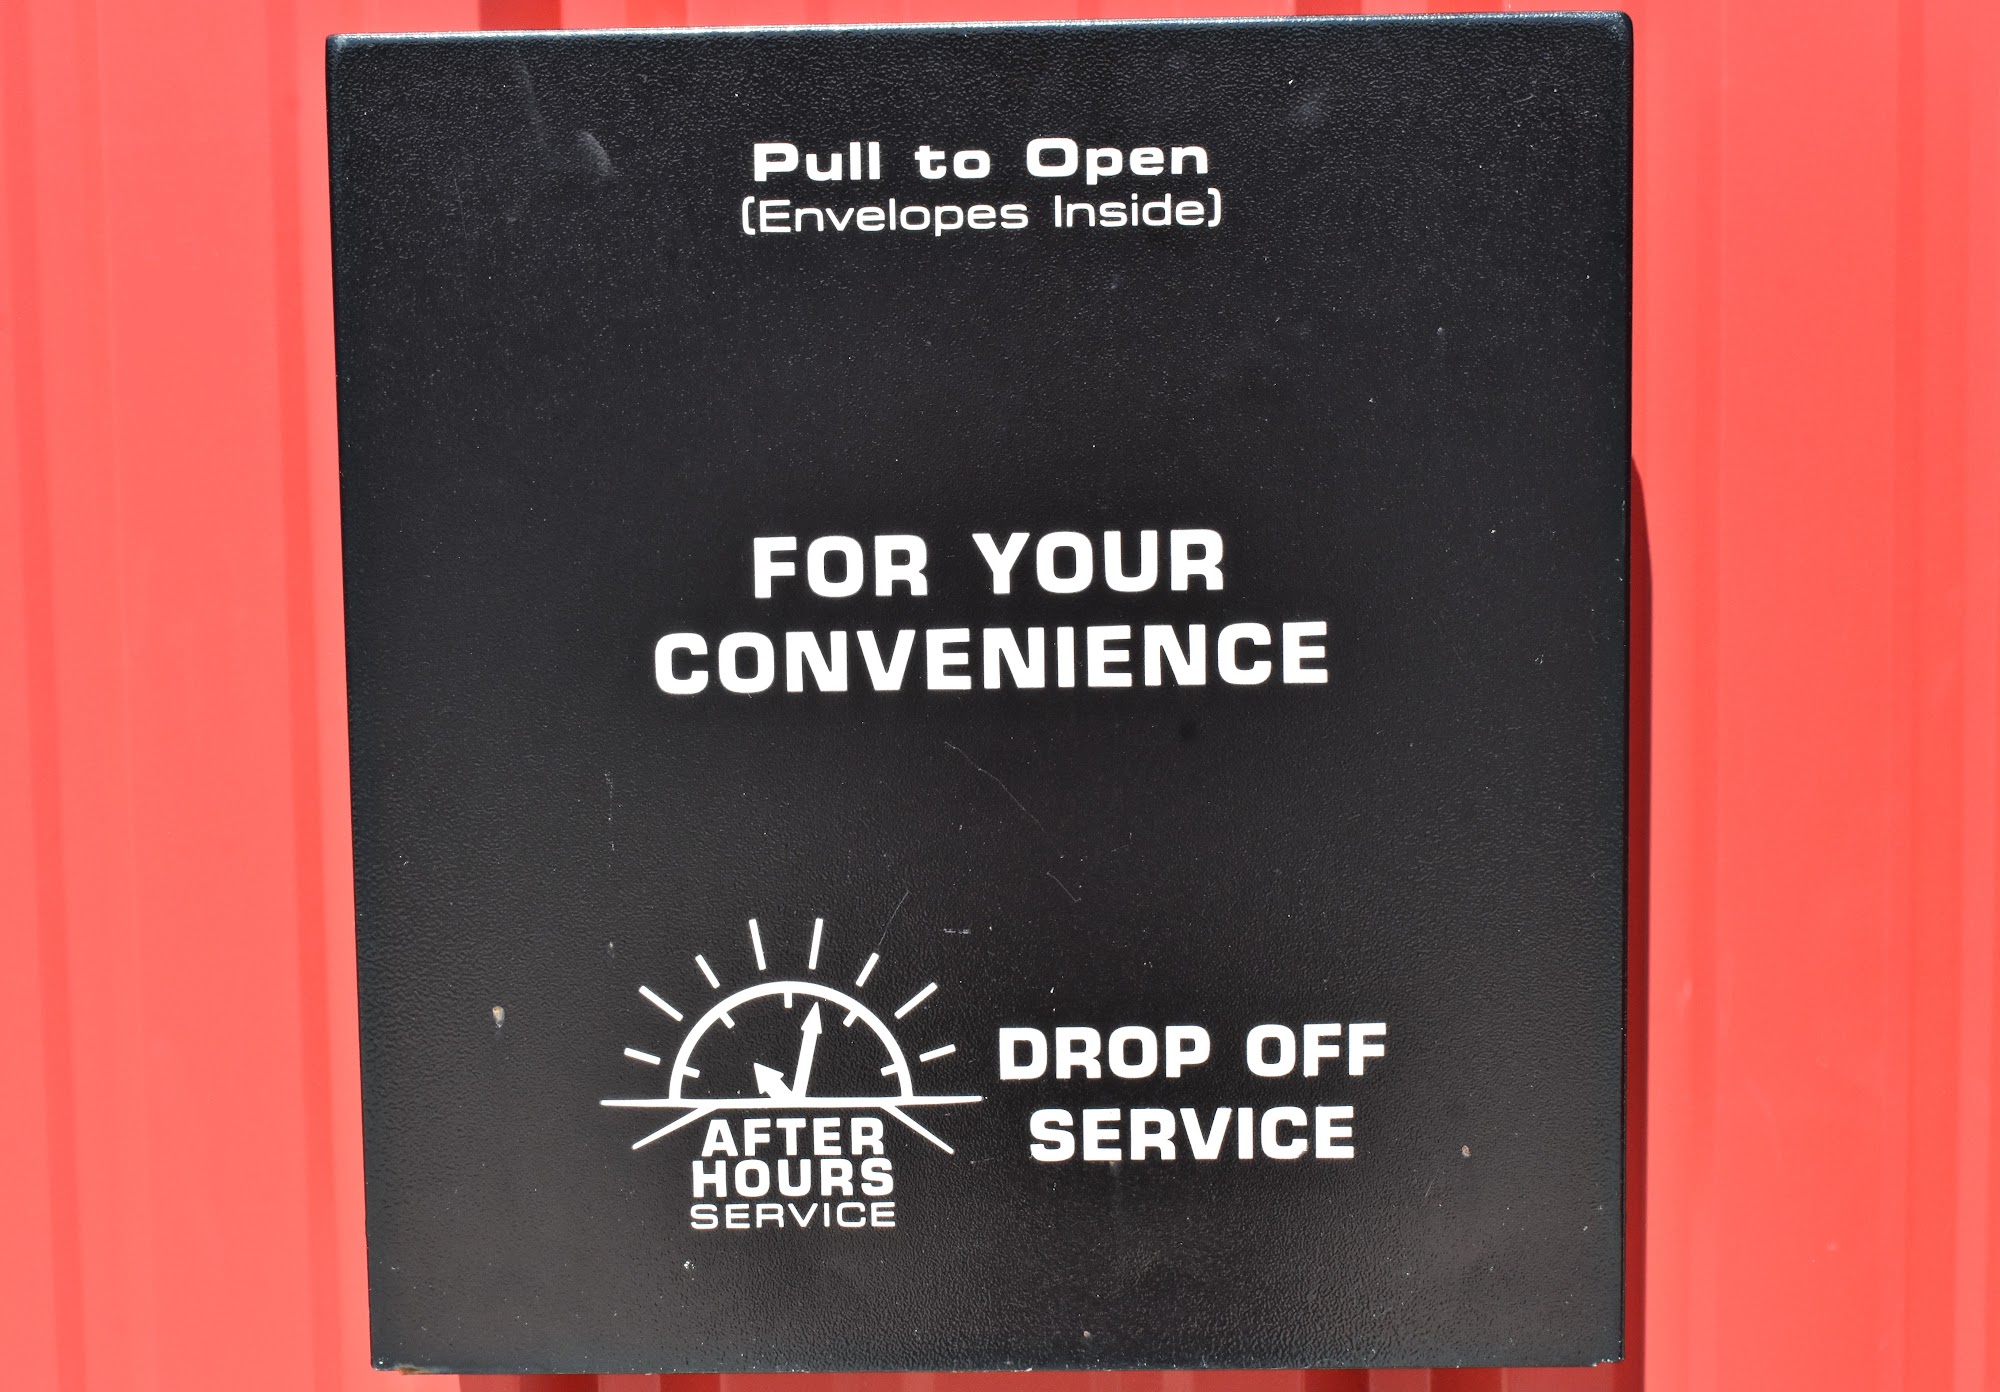 Pull to Open
(Envelopes Inside)
FOR YOUR
CONVENIENCE
AFTER
HOURS
SERVICE
DROP OFF
SERVICE